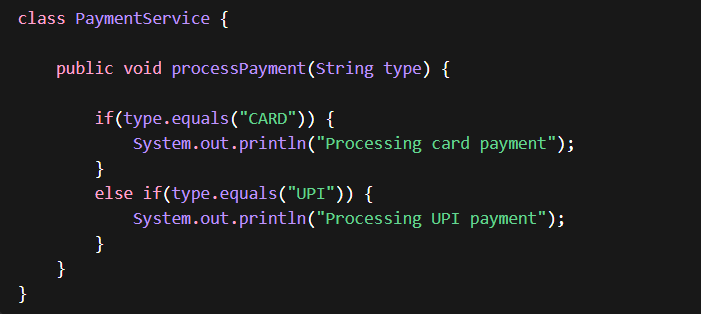 class PaymentService {
    public void processPayment(String type) {
        if(type.equals("CARD")) {
            System.out.println("Processing card payment");
        }
        else if(type.equals("UPI")) {
            System.out.println("Processing UPI payment");
        }
    }
}